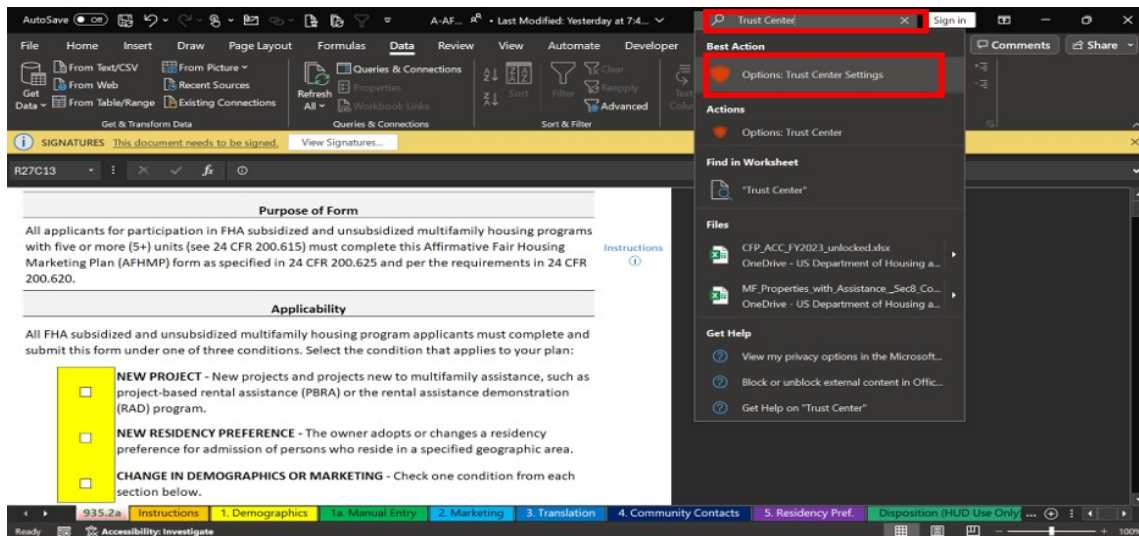 AutoSave Off A-AF... • Last Modified: Yesterday at 7:4... Trust Center Sign in
File Home Insert Draw Page Layout Formulas Data Review View Automate Developer Comments Share
Get Data
From Text/CSV
From Web
From Table/Range
From Picture
Recent Sources
Existing Connections
Get & Transform Data
Refresh All
Queries & Connections
Properties
Workbook Links
Queries & Connections
Sort
Filter
Clear
Reapply
Advanced
Sort & Filter
Text
SIGNATURES This document needs to be signed. View Signatures...
R27C13 fx
Best Action
Options: Trust Center Settings
Actions
Options: Trust Center
Find in Worksheet
"Trust Center"
Files
CFP_ACC_FY2023_unlocked.xlsx
OneDrive - US Department of Housing a...
MF_Properties_with_Assistance_Sec8_Co...
OneDrive - US Department of Housing a...
Get Help
View my privacy options in the Microsoft...
Block or unblock external content in Offic...
Get Help on "Trust Center"
Purpose of Form
All applicants for participation in FHA subsidized and unsubsidized multifamily housing programs
with five or more (5+) units (see 24 CFR 200.615) must complete this Affirmative Fair Housing
Marketing Plan (AFHMP) form as specified in 24 CFR 200.625 and per the requirements in 24 CFR
200.620.
Instructions
Applicability
All FHA subsidized and unsubsidized multifamily housing program applicants must complete and
submit this form under one of three conditions. Select the condition that applies to your plan:
NEW PROJECT - New projects and projects new to multifamily assistance, such as
project-based rental assistance (PBRA) or the rental assistance demonstration
(RAD) program.
NEW RESIDENCY PREFERENCE - The owner adopts or changes a residency
preference for admission of persons who reside in a specified geographic area.
CHANGE IN DEMOGRAPHICS OR MARKETING - Check one condition from each
section below.
935.2a Instructions 1. Demographics 1a. Manual Entry 2. Marketing 3. Translation 4. Community Contacts 5. Residency Pref. Disposition (HUD Use Only) ...
Ready Accessibility: Investigate 100%